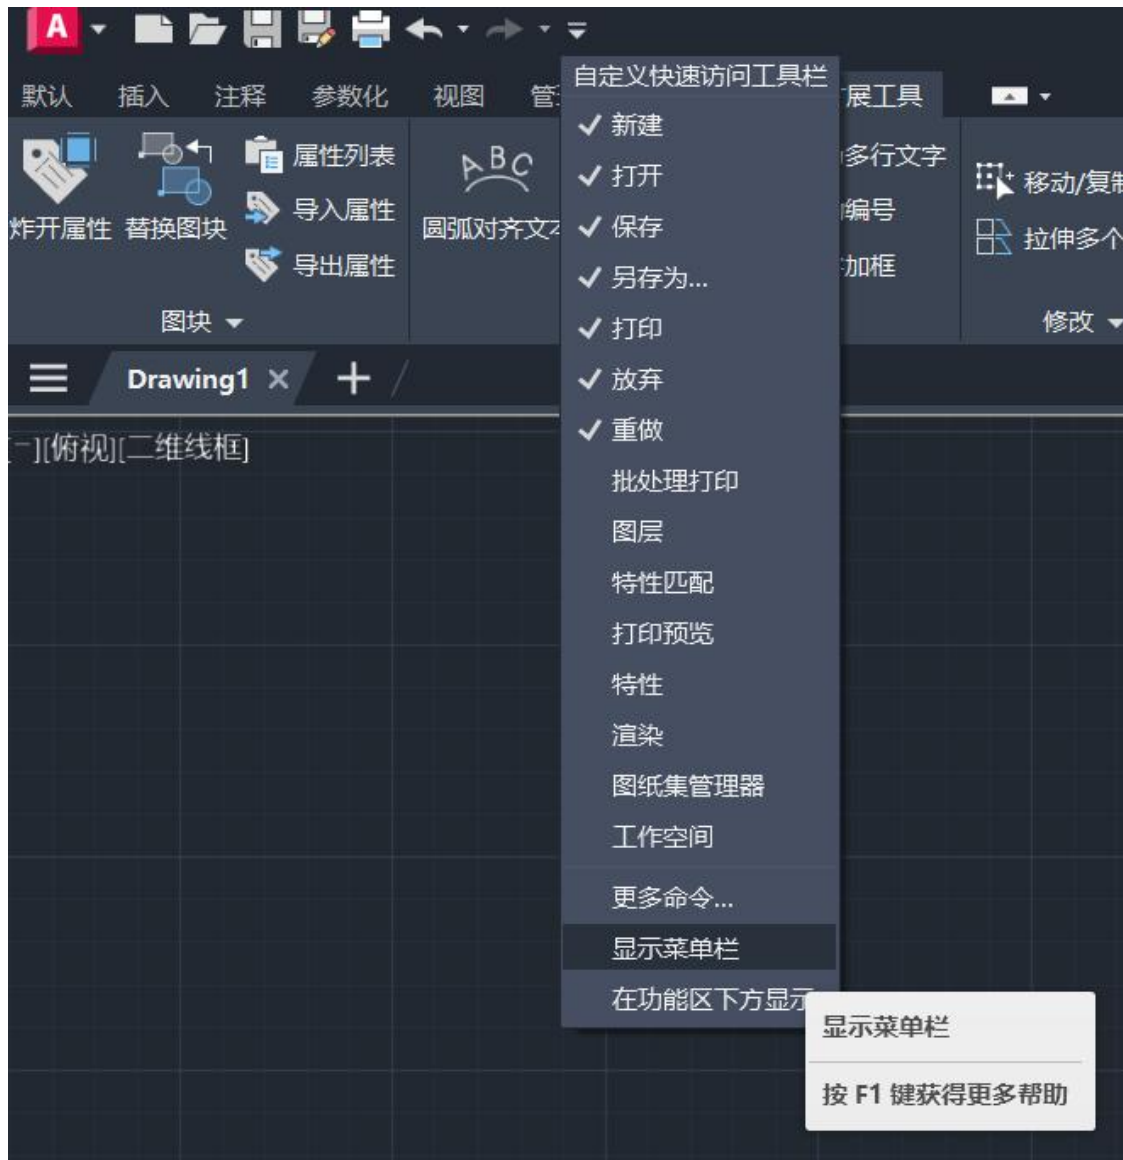 A
默认 插入 注释 参数化 视图 展工具
自定义快速访问工具栏
新建
打开
保存
另存为...
打印
放弃
重做
批处理打印
图层
特性匹配
打印预览
特性
渲染
图纸集管理器
工作空间
更多命令...
显示菜单栏
在功能区下方显示
炸开属性 替换图块
属性列表
导入属性
导出属性
图块
ABC
圆弧对齐文
多行文字
编号
加框
移动/复制
拉伸多个
修改
Drawing1
[-][俯视][二维线框]
显示菜单栏
按 F1 键获得更多帮助